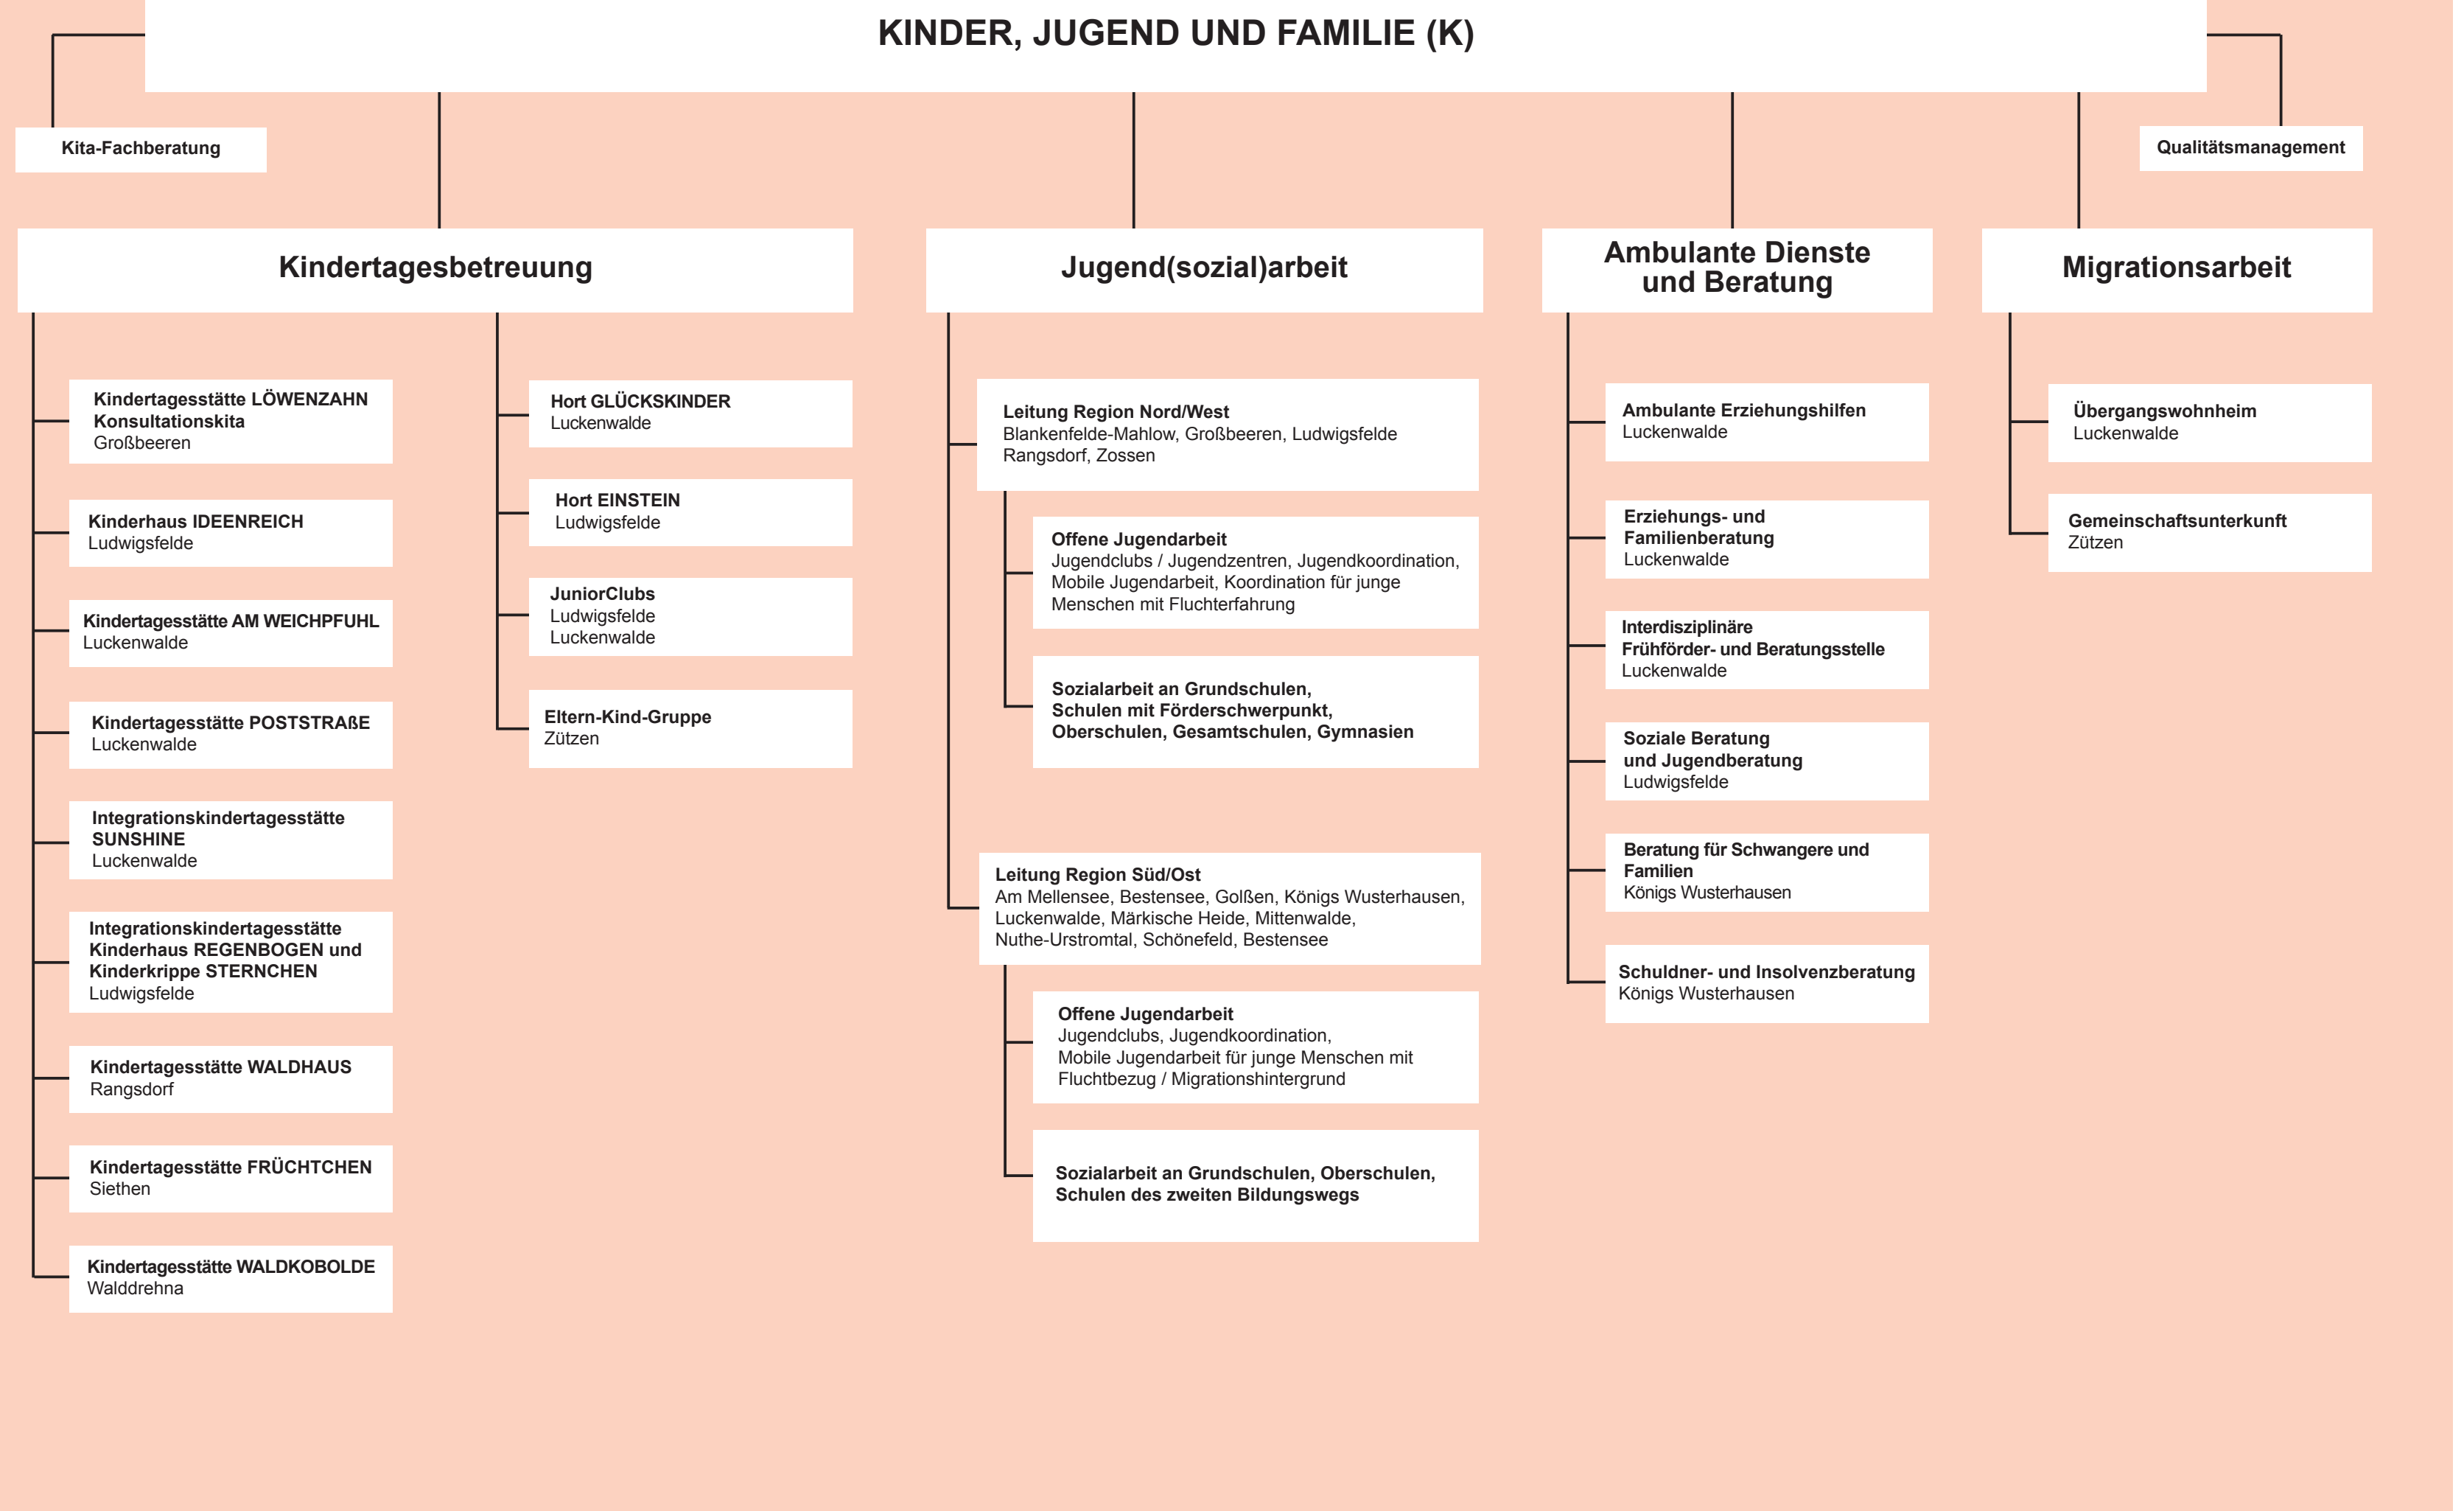 KINDER, JUGEND UND FAMILIE (K)
Kita-Fachberatung
Qualitätsmanagement
Kindertagesbetreuung
Kindertagesstätte LÖWENZAHN
Konsultationskita
Großbeeren
Kinderhaus IDEENREICH
Ludwigsfelde
Kindertagesstätte AM WEICHPFUHL
Luckenwalde
Kindertagesstätte POSTSTRAßE
Luckenwalde
Integrationskindertagesstätte
SUNSHINE
Luckenwalde
Integrationskindertagesstätte
Kinderhaus REGENBOGEN und
Kinderkrippe STERNCHEN
Ludwigsfelde
Kindertagesstätte WALDHAUS
Rangsdorf
Kindertagesstätte FRÜCHTCHEN
Siethen
Kindertagesstätte WALDKOBOLDE
Walddrehna
Hort GLÜCKSKINDER
Luckenwalde
Hort EINSTEIN
Ludwigsfelde
JuniorClubs
Ludwigsfelde
Luckenwalde
Eltern-Kind-Gruppe
Zützen
Jugend(sozial)arbeit
Leitung Region Nord/West
Blankenfelde-Mahlow, Großbeeren, Ludwigsfelde
Rangsdorf, Zossen
Offene Jugendarbeit
Jugendclubs / Jugendzentren, Jugendkoordination,
Mobile Jugendarbeit, Koordination für junge
Menschen mit Fluchterfahrung
Sozialarbeit an Grundschulen,
Schulen mit Förderschwerpunkt,
Oberschulen, Gesamtschulen, Gymnasien
Leitung Region Süd/Ost
Am Mellensee, Bestensee, Golßen, Königs Wusterhausen,
Luckenwalde, Märkische Heide, Mittenwalde,
Nuthe-Urstromtal, Schönefeld, Bestensee
Offene Jugendarbeit
Jugendclubs, Jugendkoordination,
Mobile Jugendarbeit für junge Menschen mit
Fluchtbezug / Migrationshintergrund
Sozialarbeit an Grundschulen, Oberschulen,
Schulen des zweiten Bildungswegs
Ambulante Dienste
und Beratung
Ambulante Erziehungshilfen
Luckenwalde
Erziehungs- und
Familienberatung
Luckenwalde
Interdisziplinäre
Frühförder- und Beratungsstelle
Luckenwalde
Soziale Beratung
und Jugendberatung
Ludwigsfelde
Beratung für Schwangere und
Familien
Königs Wusterhausen
Schuldner- und Insolvenzberatung
Königs Wusterhausen
Migrationsarbeit
Übergangswohnheim
Luckenwalde
Gemeinschaftsunterkunft
Zützen